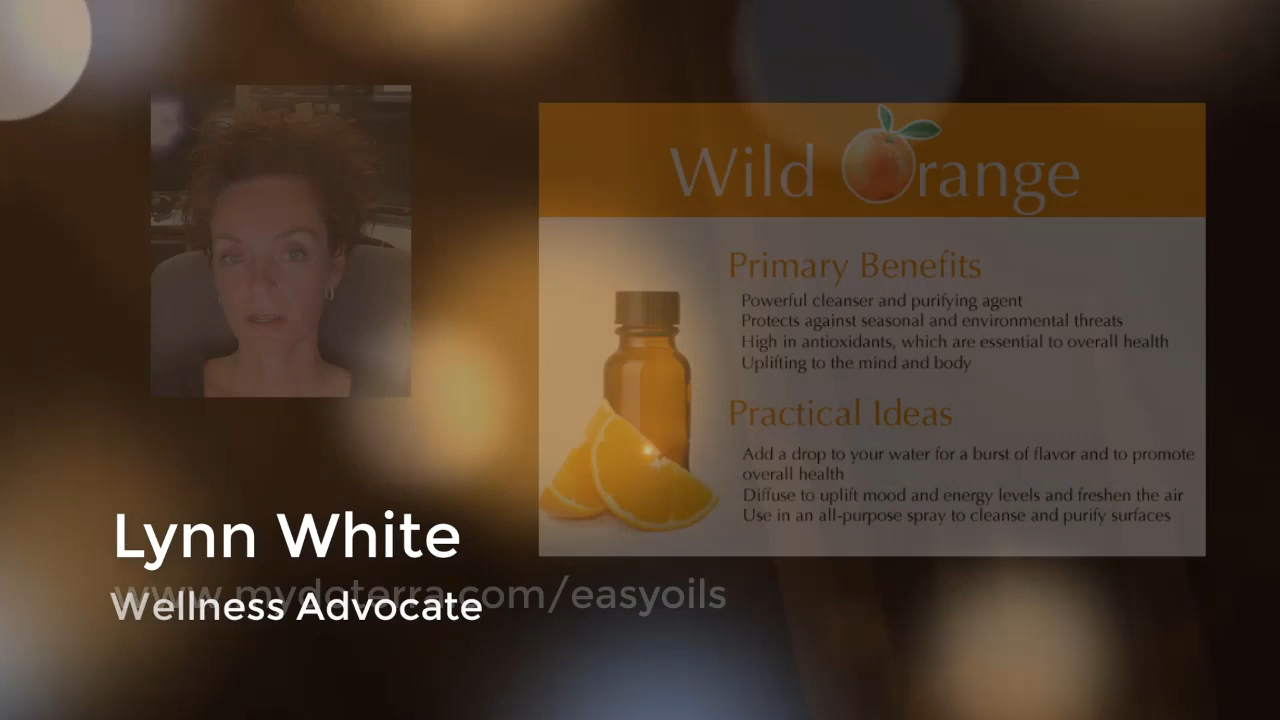 Wild Orange
Primary Benefits
Powerful cleanser and purifying agent
Protects against seasonal and environmental threats
High in antioxidants, which are essential to overall health
Uplifting to the mind and body
Practical Ideas
Add a drop to your water for a burst of flavor and to promote
overall health
Diffuse to uplift mood and energy levels and freshen the air
Use in an all-purpose spray to cleanse and purify surfaces
Lynn White
www.mydoterra.com/easyoils
Wellness Advocate